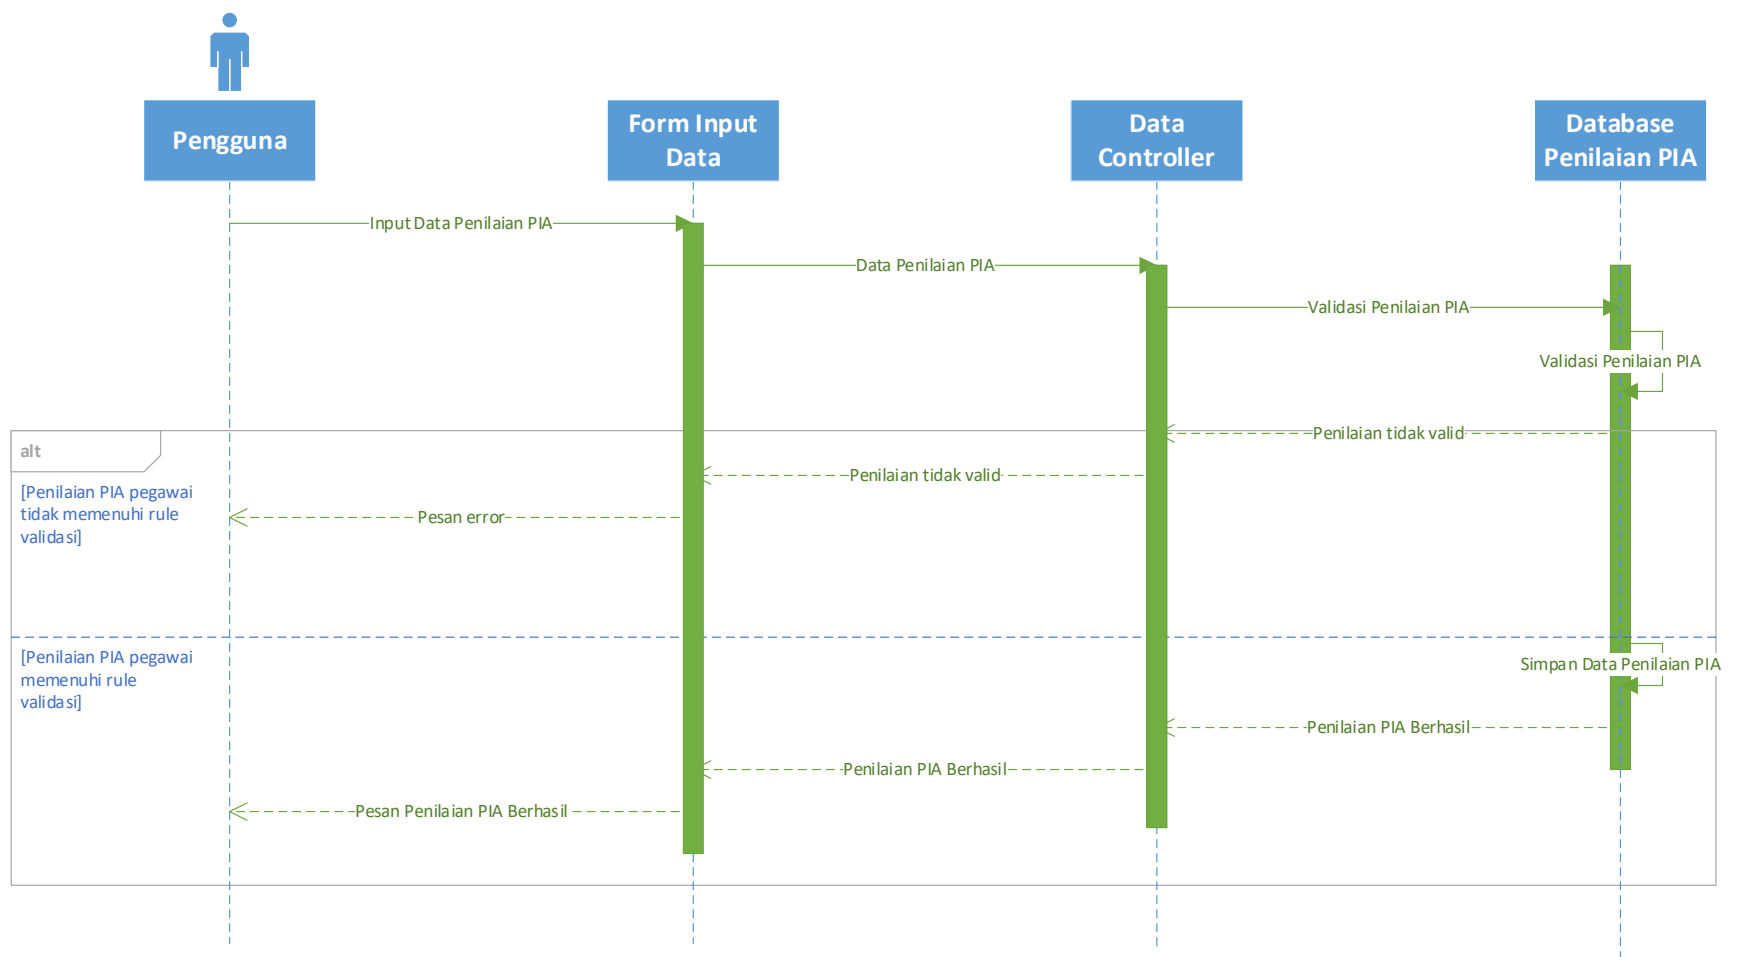 Pengguna
Form Input
Data
Data
Controller
Database
Penilaian PIA
Input Data Penilaian PIA
Data Penilaian PIA
Validasi Penilaian PIA
Validasi Penilaian PIA
alt
Penilaian tidak valid
Penilaian tidak valid
[Penilaian PIA pegawai
tidak memenuhi rule
validasi]
Pesan error
[Penilaian PIA pegawai
memenuhi rule
validasi]
Simpan Data Penilaian PIA
Penilaian PIA Berhasil
Penilaian PIA Berhasil
Pesan Penilaian PIA Berhasil